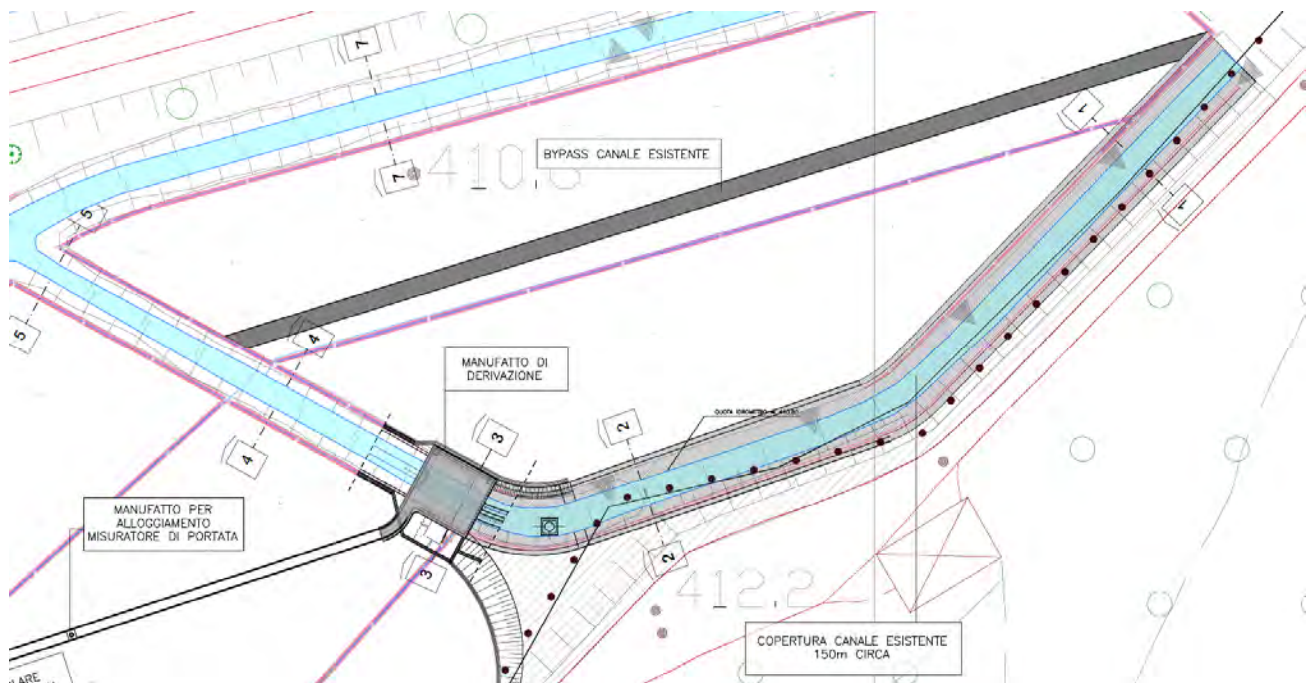 7
7
410,8
BYPASS CANALE ESISTENTE
1
1
5
5
4
4
MANUFATTO DI
DERIVAZIONE
3
3
2
2
MANUFATTO PER
ALLOGGIAMENTO
MISURATORE DI PORTATA
412,2
COPERTURA CANALE ESISTENTE
150m CIRCA